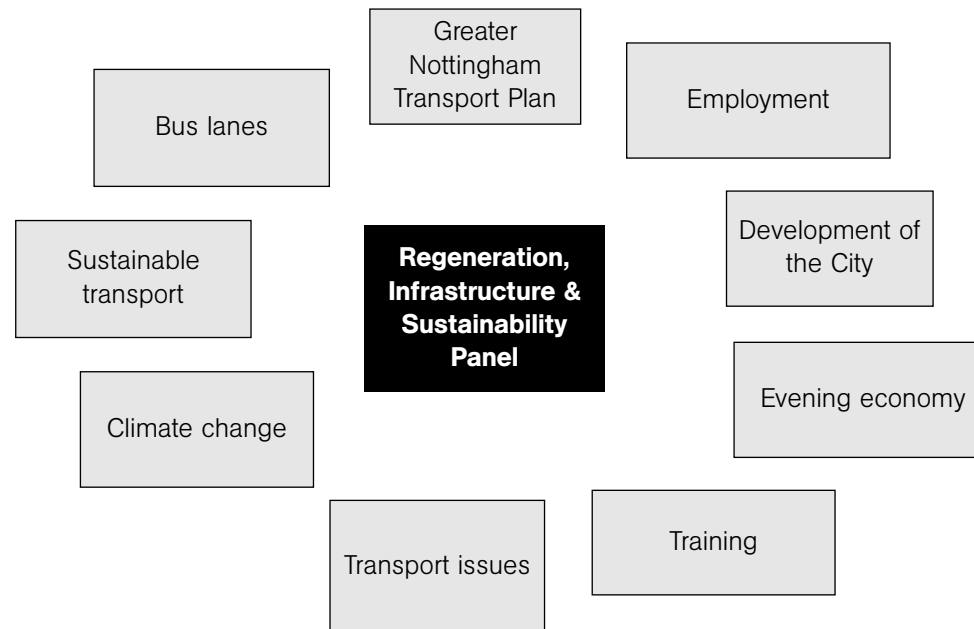 Greater
Nottingham
Transport Plan
Employment
Bus lanes
Development of
the City
Sustainable
transport
Regeneration,
Infrastructure &
Sustainability
Panel
Evening economy
Climate change
Training
Transport issues